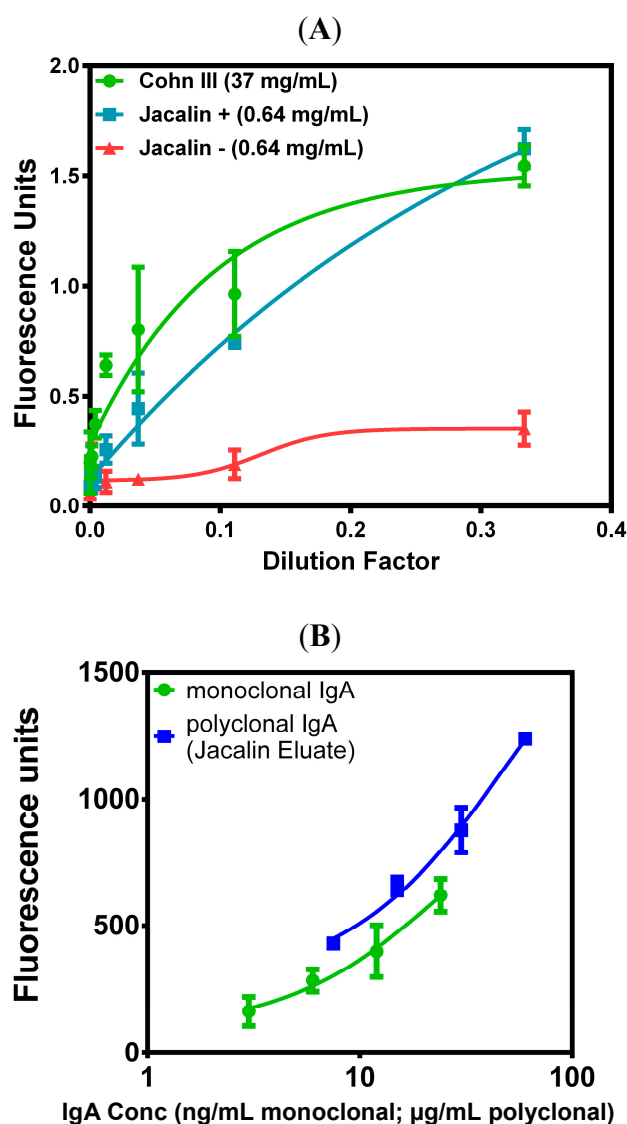 (A)
2.0
1.5
1.0
0.5
0.0
Fluorescence Units
Cohn III (37 mg/mL)
Jacalin + (0.64 mg/mL)
Jacalin - (0.64 mg/mL)
0.0 0.1 0.2 0.3 0.4
Dilution Factor
(B)
1500
1000
500
0
Fluorescence units
monoclonal IgA
polyclonal IgA
(Jacalin Eluate)
1 10 100
IgA Conc (ng/mL monoclonal; µg/mL polyclonal)